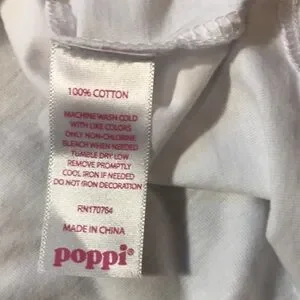 100% COTTON
MACHINE WASH COLD
WITH LIKE COLORS
ONLY NON-CHLORINE
BLEACH WHEN NEEDED
TUMBLE DRY LOW
REMOVE PROMPTLY
COOL IRON IF NEEDED
DO NOT IRON DECORATION
RN170764
MADE IN CHINA
poppi®